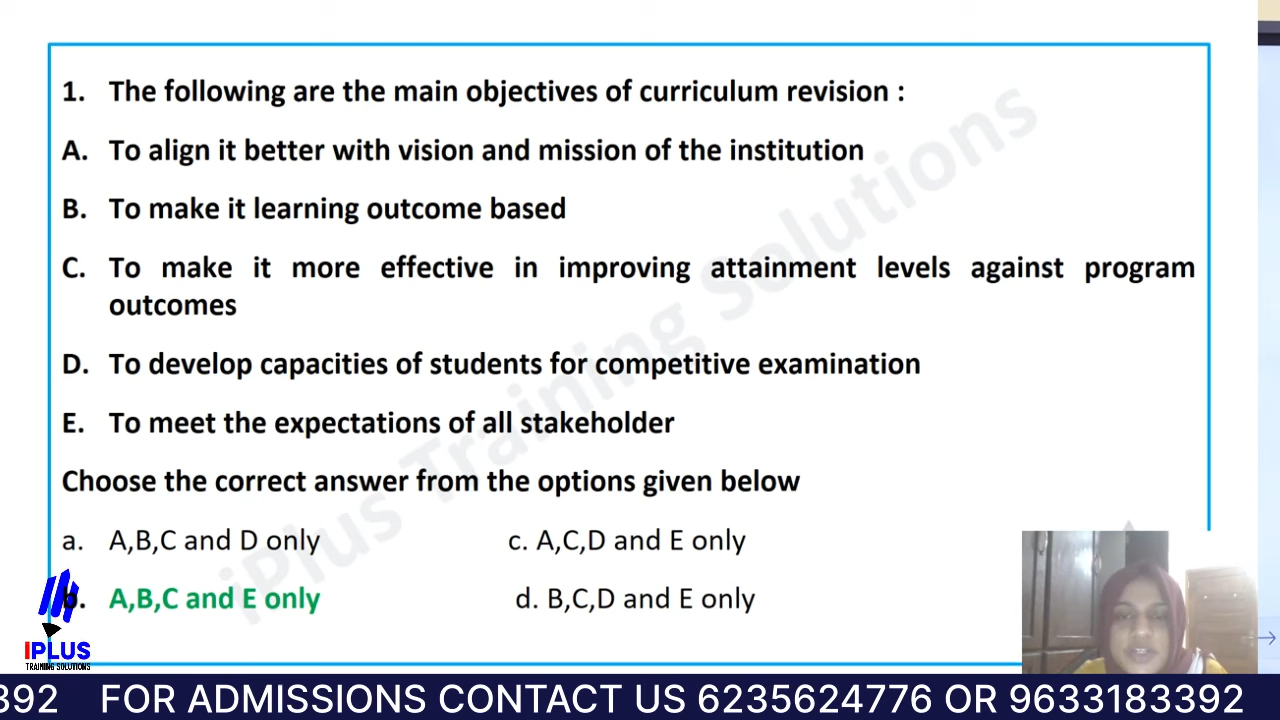 1. The following are the main objectives of curriculum revision :
A. To align it better with vision and mission of the institution
B. To make it learning outcome based
C. To make it more effective in improving attainment levels against program
outcomes
D. To develop capacities of students for competitive examination
E. To meet the expectations of all stakeholder
Choose the correct answer from the options given below
a. A,B,C and D only c. A,C,D and E only
b. A,B,C and E only d. B,C,D and E only
iPlus Training Solutions
IPLUS
TRAINING SOLUTIONS
392 FOR ADMISSIONS CONTACT US 6235624776 OR 9633183392